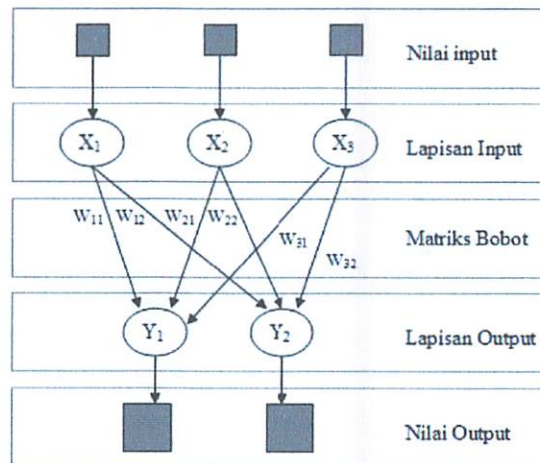 Nilai input
X₁ X₂ X₃ Lapisan Input
W₁₁ W₁₂ W₂₁ W₂₂ W₃₁ W₃₂ Matriks Bobot
Y₁ Y₂ Lapisan Output
Nilai Output